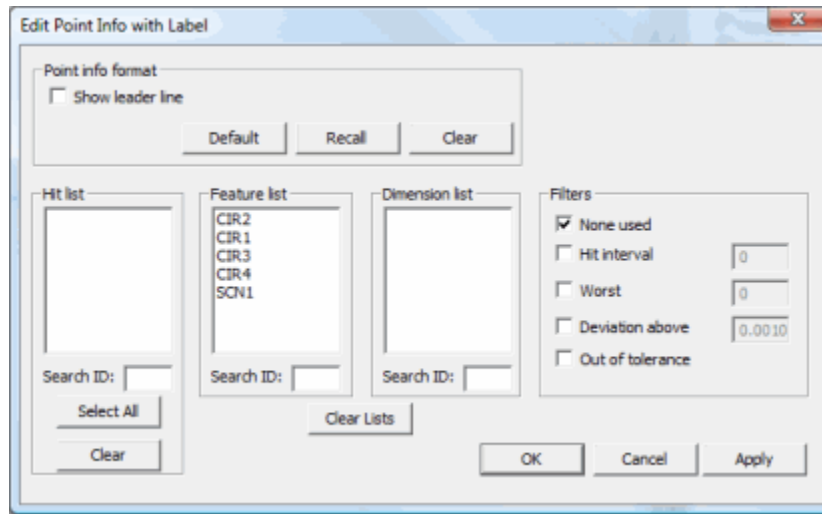 Edit Point Info with Label
Point info format
Show leader line
Default Recall Clear
Hit list Feature list Dimension list Filters
CIR2
CIR1
CIR3
CIR4
SCN1
None used
Hit interval 0
Worst 0
Deviation above 0.0010
Out of tolerance
Search ID: Search ID: Search ID:
Select All Clear Lists
Clear OK Cancel Apply